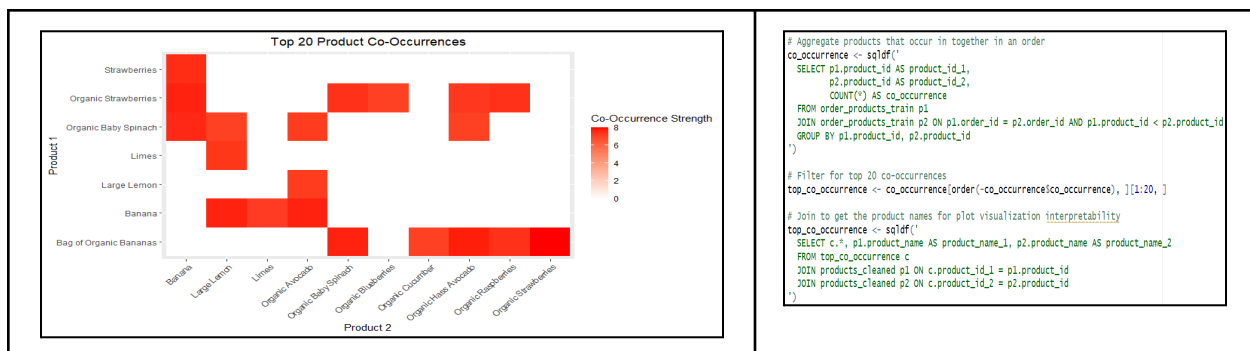 Top 20 Product Co-Occurrences
Product 1
Strawberries
Organic Strawberries
Organic Baby Spinach
Limes
Large Lemon
Banana
Bag of Organic Bananas
Banana
Large Lemon
Limes
Organic Avocado
Organic Baby Spinach
Organic Blueberries
Organic Cucumber
Organic Hass Avocado
Organic Raspberries
Organic Strawberries
Product 2
Co-Occurrence Strength
8
6
4
2
0
# Aggregate products that occur in together in an order
co_occurrence <- sqldf('
SELECT p1.product_id AS product_id_1,
p2.product_id AS product_id_2,
COUNT(*) AS co_occurrence
FROM order_products_train p1
JOIN order_products_train p2 ON p1.order_id = p2.order_id AND p1.product_id < p2.product_id
GROUP BY p1.product_id, p2.product_id
')
# Filter for top 20 co-occurrences
top_co_occurrence <- co_occurrence[order(-co_occurrence$co_occurrence), ][1:20, ]
# Join to get the product names for plot visualization interpretability
top_co_occurrence <- sqldf('
SELECT c.*, p1.product_name AS product_name_1, p2.product_name AS product_name_2
FROM top_co_occurrence c
JOIN products_cleaned p1 ON c.product_id_1 = p1.product_id
JOIN products_cleaned p2 ON c.product_id_2 = p2.product_id
')